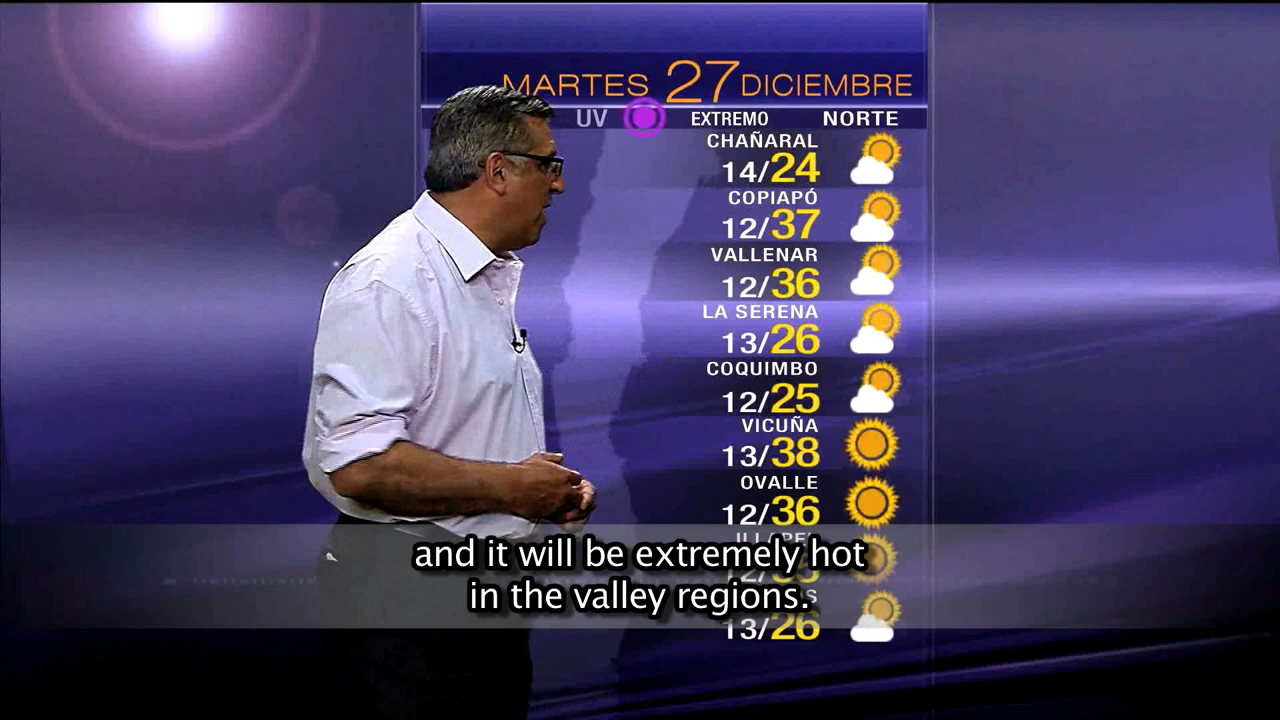 MARTES 27 DICIEMBRE
UV EXTREMO NORTE
CHAÑARAL
14/24
COPIAPÓ
12/37
VALLENAR
12/36
LA SERENA
13/26
COQUIMBO
12/25
VICUÑA
13/38
OVALLE
12/36
and it will be extremely hot
in the valley regions.
13/26